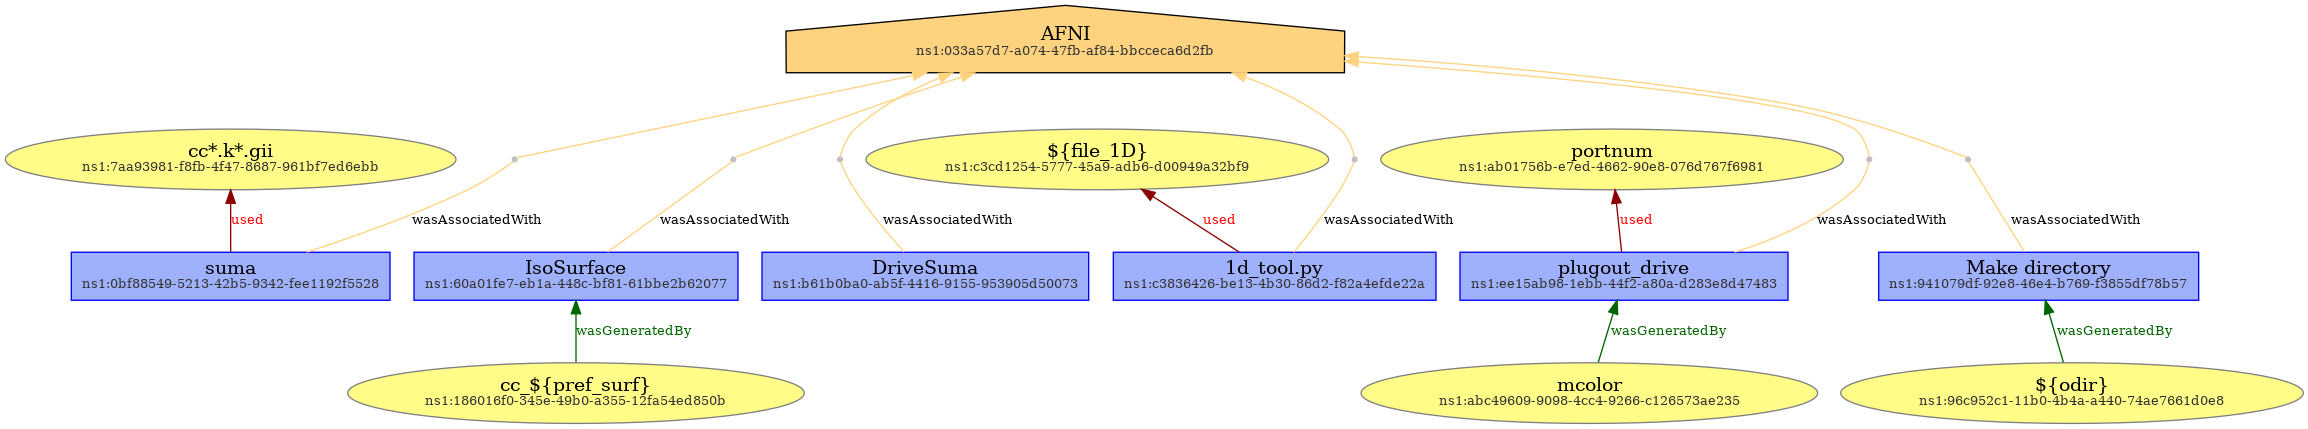 AFNI
ns1:033a57d7-a074-47fb-af84-bbcceca6d2fb
cc*.k*.gii
ns1:7aa93981-f8fb-4f47-8687-961bf7ed6ebb
${file_1D}
ns1:c3cd1254-5777-45a9-adb6-d00949a32bf9
portnum
ns1:ab01756b-e7ed-4662-90e8-076d767f6981
used
wasAssociatedWith
wasAssociatedWith
wasAssociatedWith
used
wasAssociatedWith
used
wasAssociatedWith
wasAssociatedWith
suma
ns1:0bf88549-5213-42b5-9342-fee1192f5528
IsoSurface
ns1:60a01fe7-eb1a-448c-bf81-61bbe2b62077
DriveSuma
ns1:b61b0ba0-ab5f-4416-9155-953905d50073
1d_tool.py
ns1:c3836426-be13-4b30-86d2-f82a4efde22a
plugout_drive
ns1:ee15ab98-1ebb-44f2-a80a-d283e8d47483
Make directory
ns1:941079df-92e8-46e4-b769-f3855df78b57
wasGeneratedBy
wasGeneratedBy
wasGeneratedBy
cc_${pref_surf}
ns1:186016f0-345e-49b0-a355-12fa54ed850b
mcolor
ns1:abc49609-9098-4cc4-9266-c126573ae235
${odir}
ns1:96c952c1-11b0-4b4a-a440-74ae7661d0e8